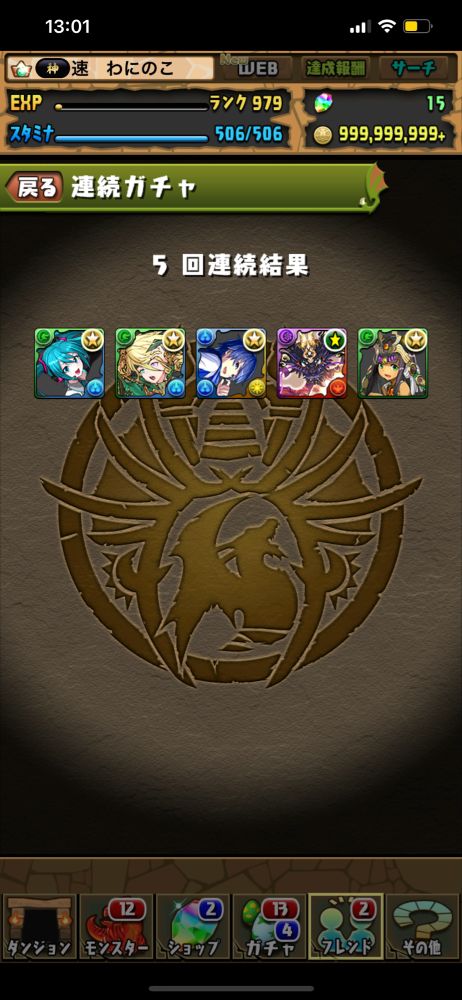 13:01
神 速 わにのこ
New
WEB
達成報酬
サーチ
EXP
ランク 979
15
スタミナ
506/506
999,999,999+
戻る 連続ガチャ
5 回連続結果
12
2
13
4
2
ダンジョン
モンスター
ショップ
ガチャ
フレンド
その他